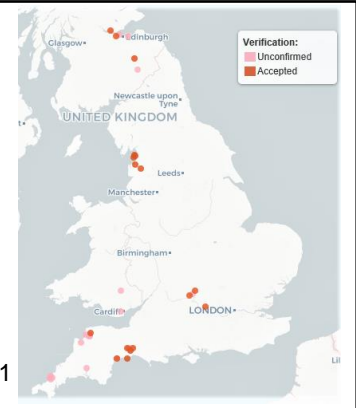 Glasgow
Edinburgh
Verification:
Unconfirmed
Accepted
Newcastle upon
Tyne
UNITED KINGDOM
Leeds
Manchester
Birmingham
Cardiff
LONDON
1